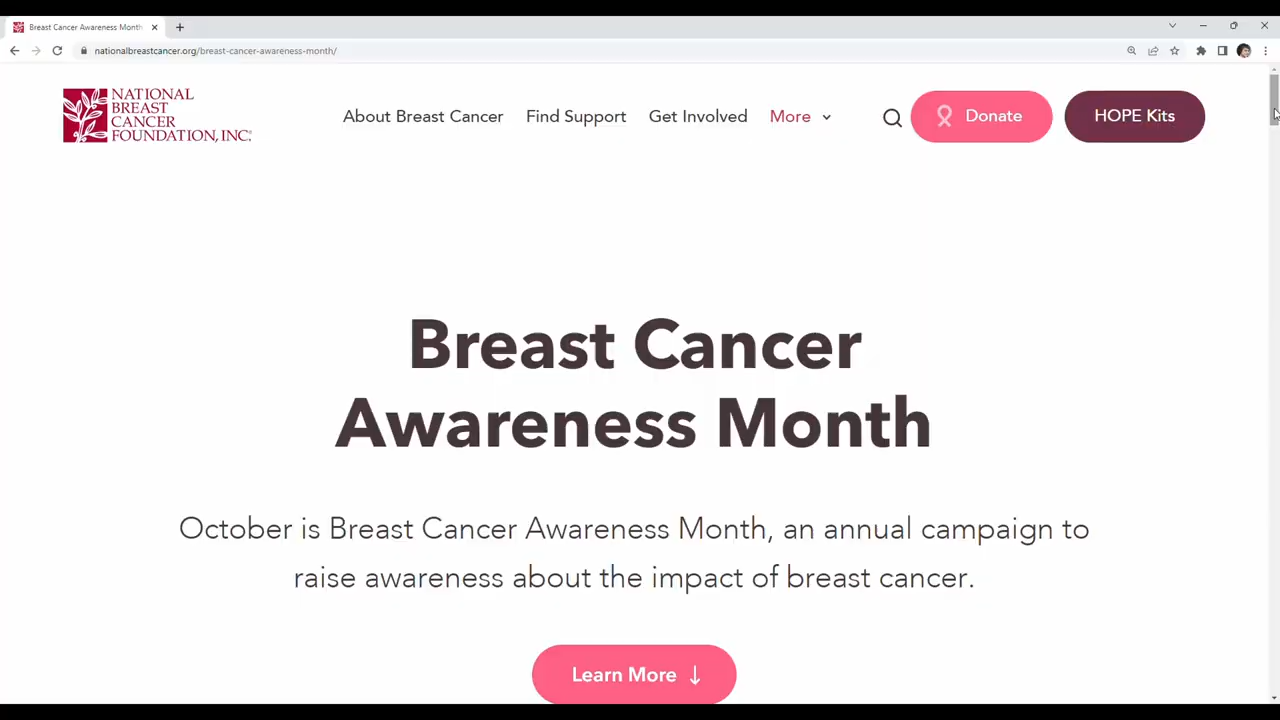 Breast Cancer Awareness Month
nationalbreastcancer.org/breast-cancer-awareness-month/
NATIONAL
BREAST
CANCER
FOUNDATION, INC.®
About Breast Cancer Find Support Get Involved More Donate HOPE Kits
Breast Cancer
Awareness Month
October is Breast Cancer Awareness Month, an annual campaign to
raise awareness about the impact of breast cancer.
Learn More ↓